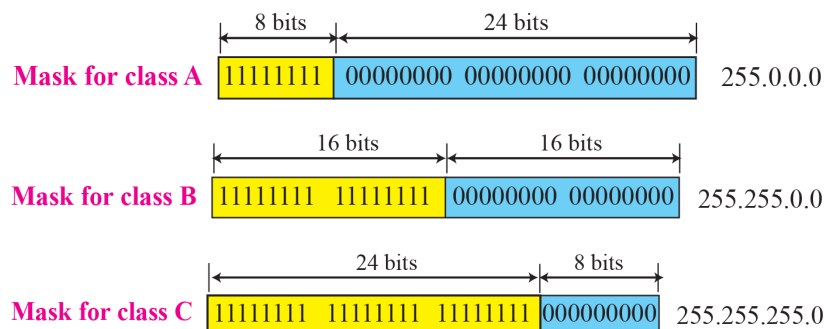 8 bits 24 bits
Mask for class A 11111111 00000000 00000000 00000000 255.0.0.0
16 bits 16 bits
Mask for class B 11111111 11111111 00000000 00000000 255.255.0.0
24 bits 8 bits
Mask for class C 11111111 11111111 11111111 000000000 255.255.255.0